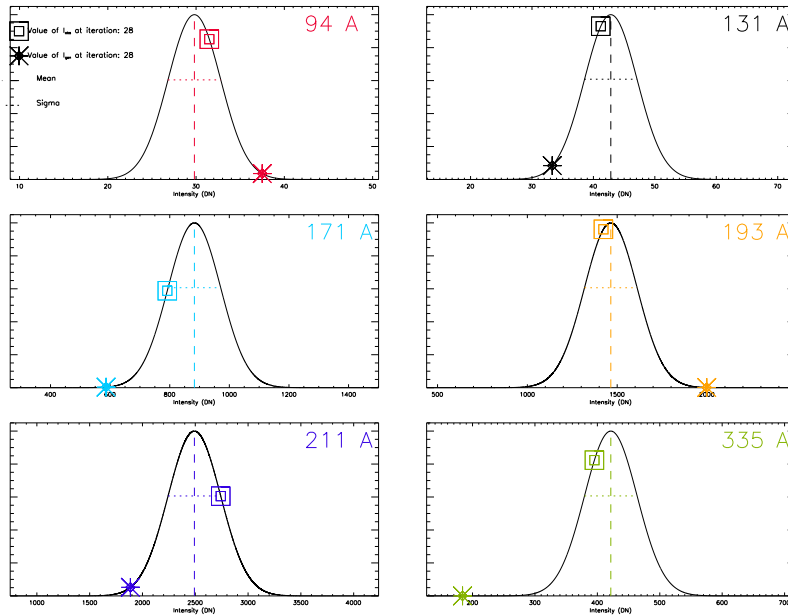 94 A
Value of I_obs at iteration: 28
Value of I_gue at iteration: 28
Mean
Sigma
10 20 30 40 50
Intensity (DN)
131 A
20 30 40 50 60 70
Intensity (DN)
171 A
400 600 800 1000 1200 1400
Intensity (DN)
193 A
500 1000 1500 2000
Intensity (DN)
211 A
1000 1500 2000 2500 3000 3500 4000
Intensity (DN)
335 A
200 300 400 500 600 700
Intensity (DN)